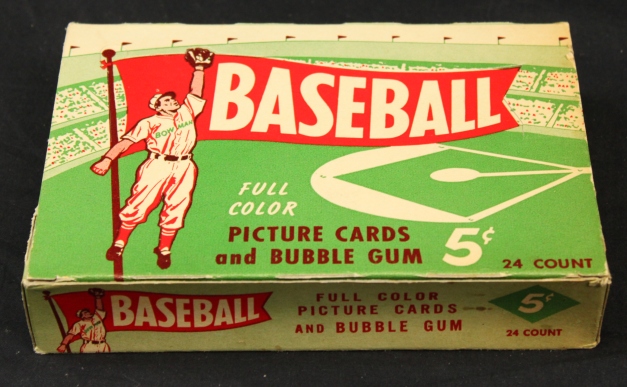 BASEBALL
BOWMAN
FULL
COLOR
PICTURE CARDS
and BUBBLE GUM
5¢
24 COUNT
BASEBALL
FULL COLOR
PICTURE CARDS
AND BUBBLE GUM
5¢
24 COUNT